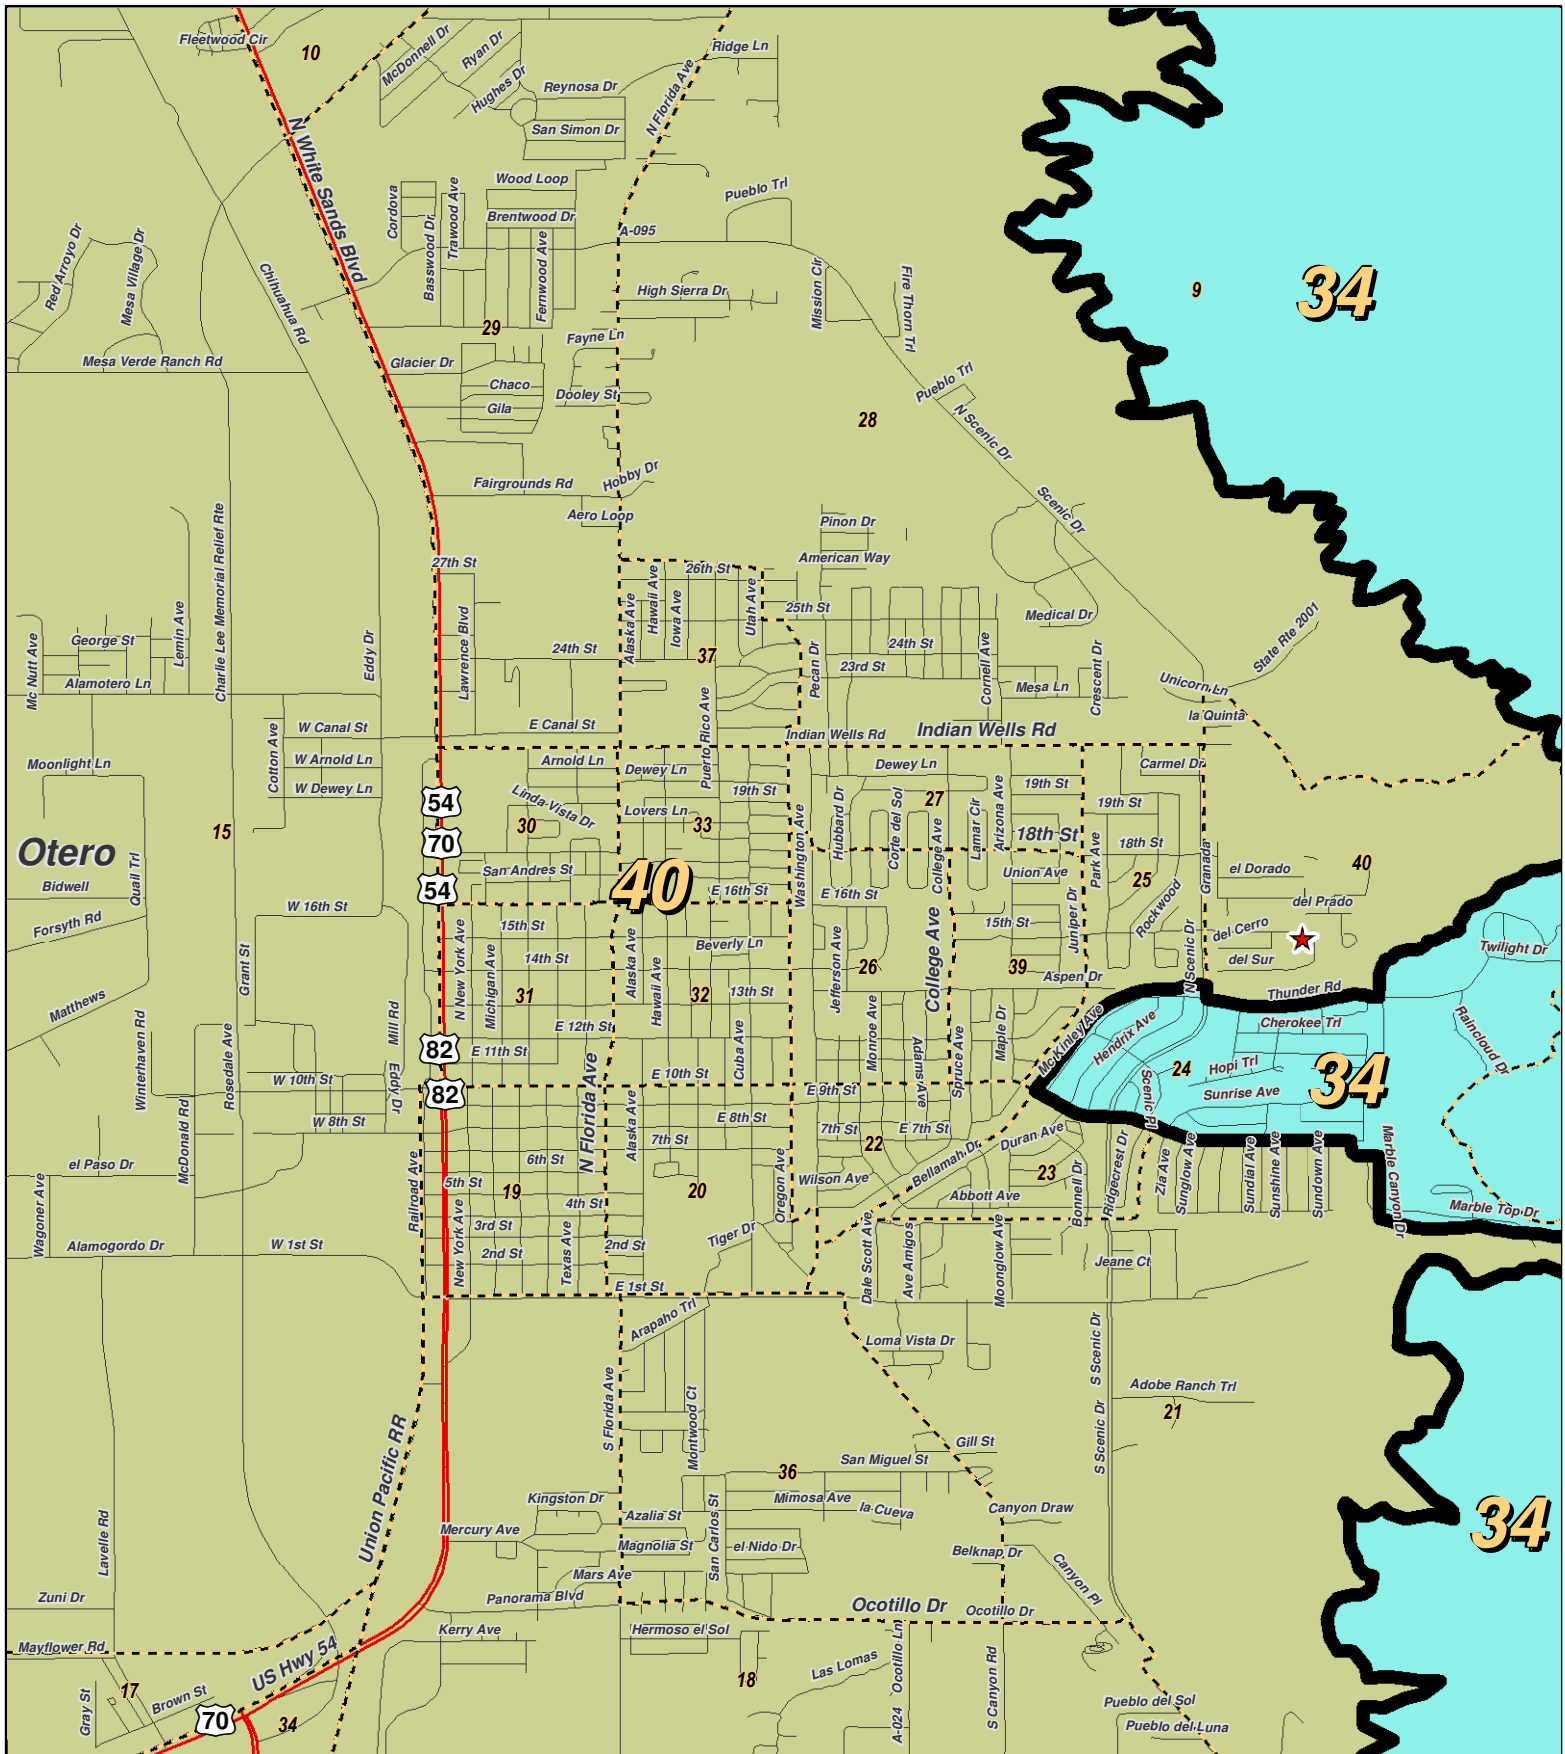 Fleetwood Cir
10
McDonnell Dr
Ryan Dr
Hughes Dr
Reynosa Dr
San Simon Dr
N Florida Ave
Ridge Ln
N White Sands Blvd
Wood Loop
Brentwood Dr
Cordova
Basswood Dr
Trawood Ave
Fernwood Ave
A-095
Pueblo Trl
Red Arroyo Dr
Mesa Village Dr
Chihuahua Rd
High Sierra Dr
Mission Cir
Fire Thorn Trl
9
34
29
Fayne Ln
Mesa Verde Ranch Rd
Glacier Dr
Chaco
Gila
Dooley St
Pueblo Trl
N Scenic Dr
28
Fairgrounds Rd
Hobby Dr
Aero Loop
Scenic Dr
Pinon Dr
American Way
Charlie Lee Memorial Relief Rte
27th St
26th St
25th St
Hawaii Ave
Iowa Ave
Utah Ave
Alaska Ave
Medical Dr
State Rte 2001
Mc Nutt Ave
George St
Lemin Ave
Alamotero Ln
Eddy Dr
Lawrence Blvd
24th St
37
Pecan Dr
24th St
23rd St
Cornell Ave
Mesa Ln
Crescent Dr
Unicorn Ln
la Quinta
W Canal St
E Canal St
Puerto Rico Ave
Indian Wells Rd
Indian Wells Rd
Moonlight Ln
Cotton Ave
W Arnold Ln
W Dewey Ln
Arnold Ln
Dewey Ln
Dewey Ln
Carmel Dr
54
Linda Vista Dr
Lovers Ln
19th St
19th St
19th St
27
15
30
33
Washington Ave
Hubbard Dr
Corte del Sol
College Ave
Lamar Cir
Arizona Ave
18th St
18th St
Park Ave
Granada
Otero
70
54
San Andres St
40
E 16th St
E 16th St
Union Ave
25
el Dorado
40
Bidwell
Quail Trl
Forsyth Rd
W 16th St
15th St
15th St
Juniper Dr
Rockwood
del Prado
del Cerro
del Sur
Grant St
N New York Ave
Michigan Ave
14th St
Alaska Ave
Hawaii Ave
Beverly Ln
Jefferson Ave
26
College Ave
39
Aspen Dr
N Scenic Dr
Twilight Dr
Matthews
31
32
13th St
Thunder Rd
Winterhaven Rd
Rosedale Ave
Mill Rd
82
E 12th St
E 11th St
Cuba Ave
Monroe Ave
Adams Ave
Spruce Ave
Maple Dr
Mc Kinley Ave
Hendrix Ave
Cherokee Trl
Raincloud Dr
24
Hopi Trl
34
Sunrise Ave
W 10th St
Eddy Dr
82
E 10th St
E 9th St
McDonald Rd
W 8th St
N Florida Ave
Alaska Ave
E 8th St
7th St
7th St
E 7th St
22
Scenic Pl
Duran Ave
Bellamah Dr
el Paso Dr
Wagoner Ave
Railroad Ave
6th St
5th St
19
4th St
3rd St
2nd St
2nd St
20
Oregon Ave
Wilson Ave
23
Abbott Ave
Bonnell Dr
Ridgecrest Dr
Zia Ave
Sunglow Ave
Sundial Ave
Sunshine Ave
Sundown Ave
Marble Canyon Dr
Marble Top Dr
Alamogordo Dr
W 1st St
New York Ave
Texas Ave
Tiger Dr
Dale Scott Ave
Ave Amigos
Moonglow Ave
Jeane Ct
E 1st St
Arapaho Trl
Loma Vista Dr
S Scenic Dr
Adobe Ranch Trl
21
S Florida Ave
Montwood Ct
S Scenic Dr
Union Pacific RR
Gill St
San Miguel St
36
Mimosa Ave
la Cueva
Canyon Draw
34
Lavelle Rd
Kingston Dr
Mercury Ave
Azalia St
Magnolia St
San Carlos St
el Nido Dr
Belknap Dr
Canyon Pl
Mars Ave
Zuni Dr
Panorama Blvd
Ocotillo Dr
Ocotillo Dr
Mayflower Rd
US Hwy 54
Kerry Ave
Hermoso el Sol
17
Gray St
Brown St
70
34
18
Las Lomas
Ocotillo Ln
A-024
S Canyon Rd
Pueblo del Sol
Pueblo del Luna